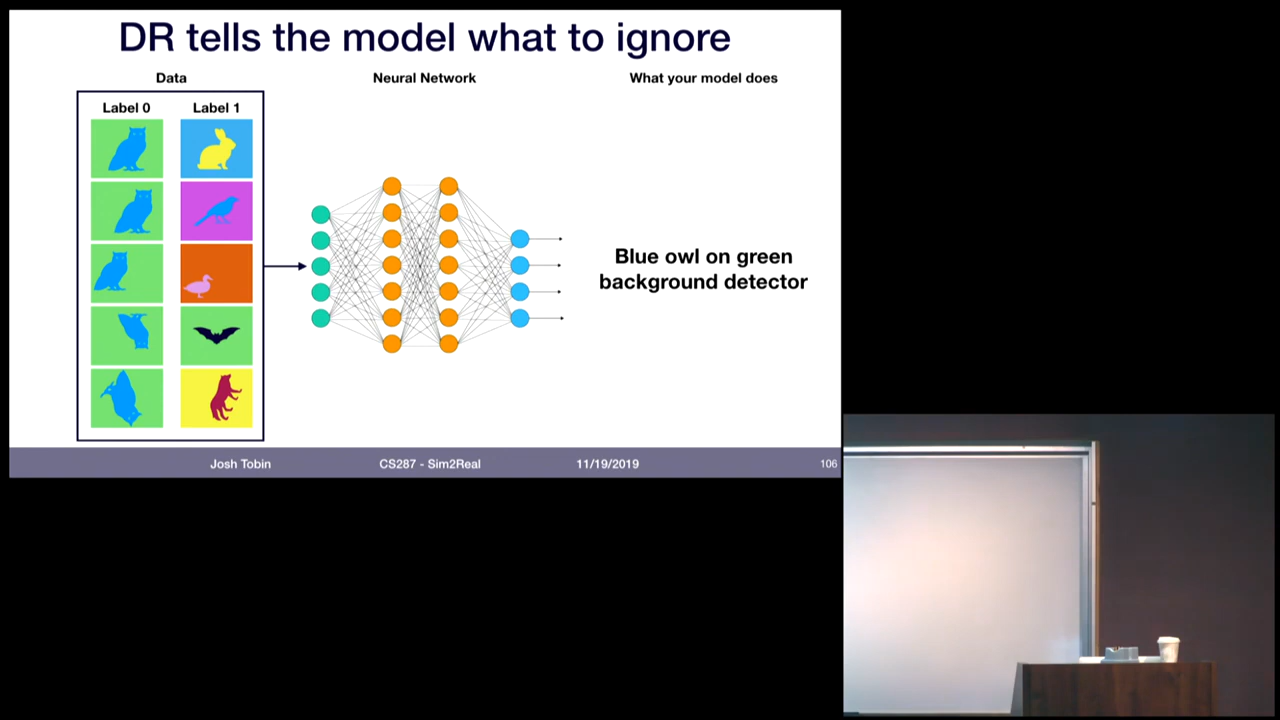 DR tells the model what to ignore
Data
Neural Network
What your model does
Label 0
Label 1
Blue owl on green
background detector
Josh Tobin
CS287 - Sim2Real
11/19/2019
106